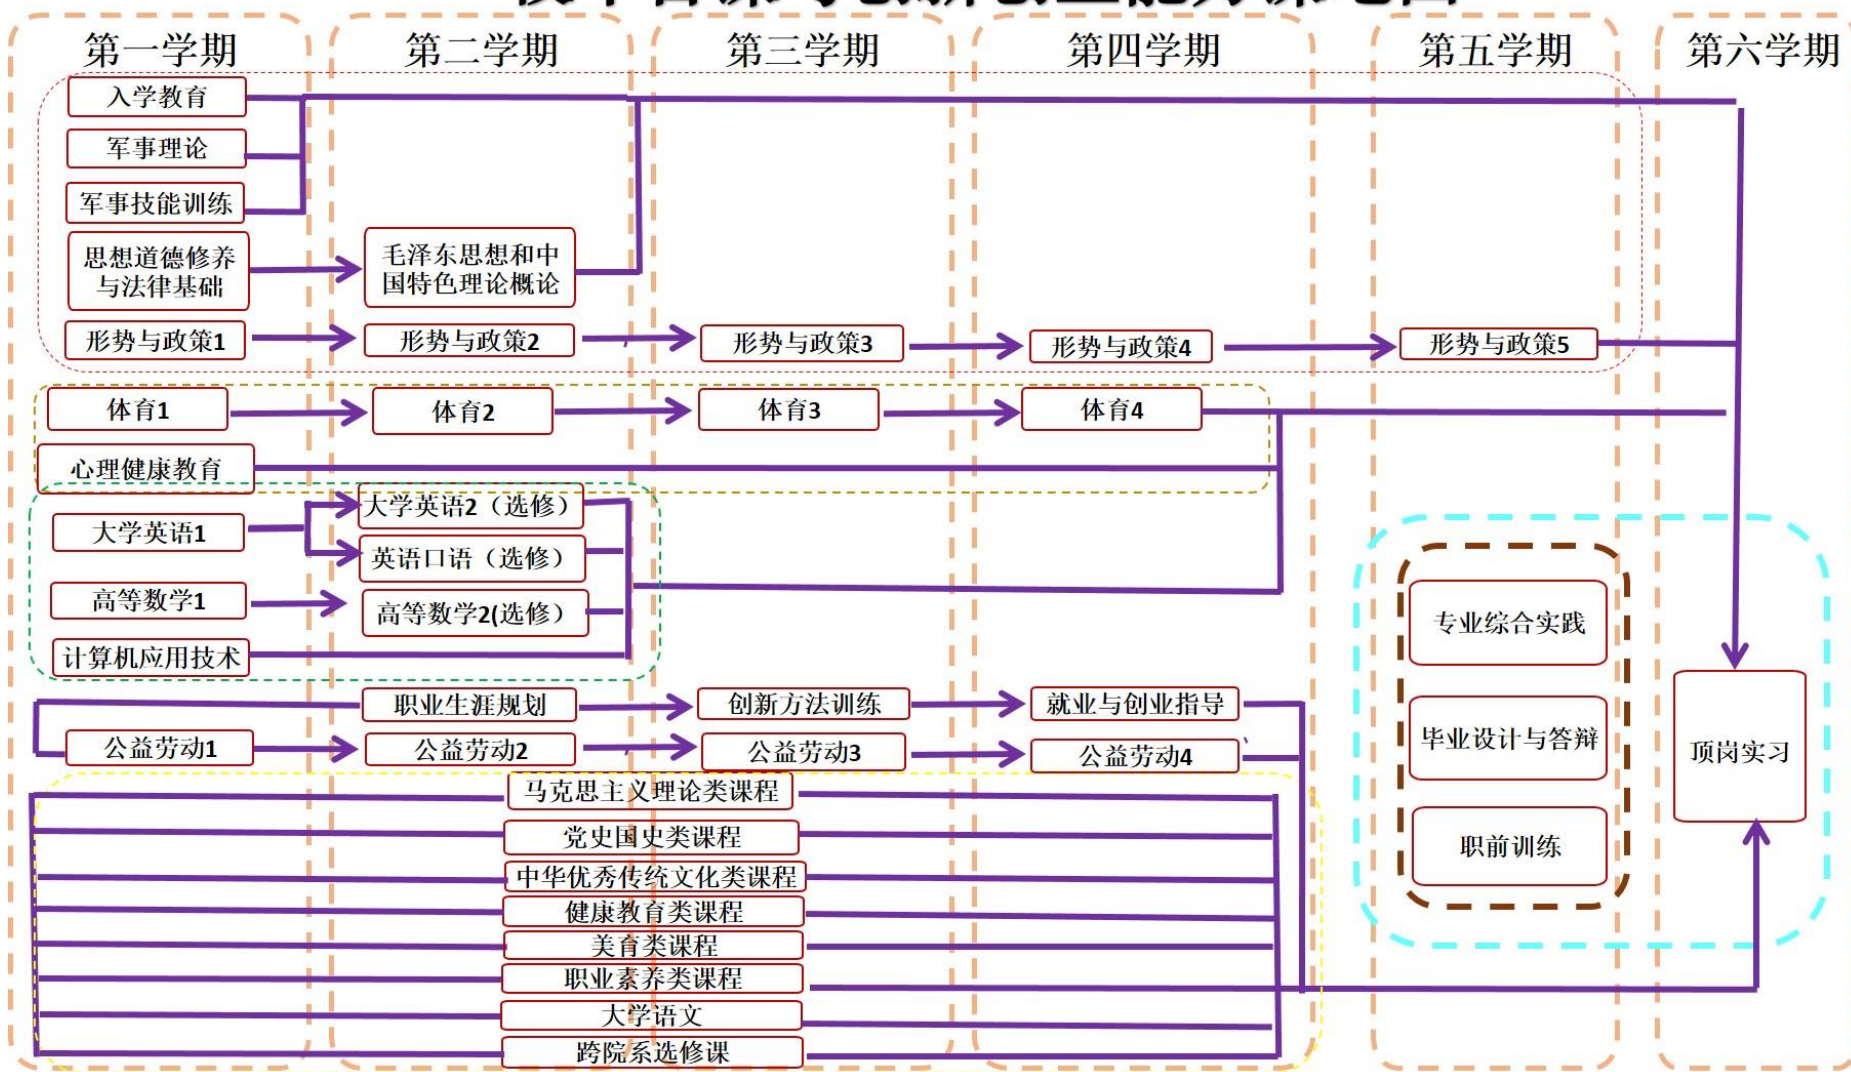 第一学期
第二学期
第三学期
第四学期
第五学期
第六学期
入学教育
军事理论
军事技能训练
思想道德修养
与法律基础
毛泽东思想和中
国特色理论概论
形势与政策1
形势与政策2
形势与政策3
形势与政策4
形势与政策5
体育1
体育2
体育3
体育4
心理健康教育
大学英语1
大学英语2（选修）
英语口语（选修）
高等数学1
高等数学2(选修）
计算机应用技术
职业生涯规划
创新方法训练
就业与创业指导
公益劳动1
公益劳动2
公益劳动3
公益劳动4
马克思主义理论类课程
党史国史类课程
中华优秀传统文化类课程
健康教育类课程
美育类课程
职业素养类课程
大学语文
跨院系选修课
专业综合实践
毕业设计与答辩
职前训练
顶岗实习